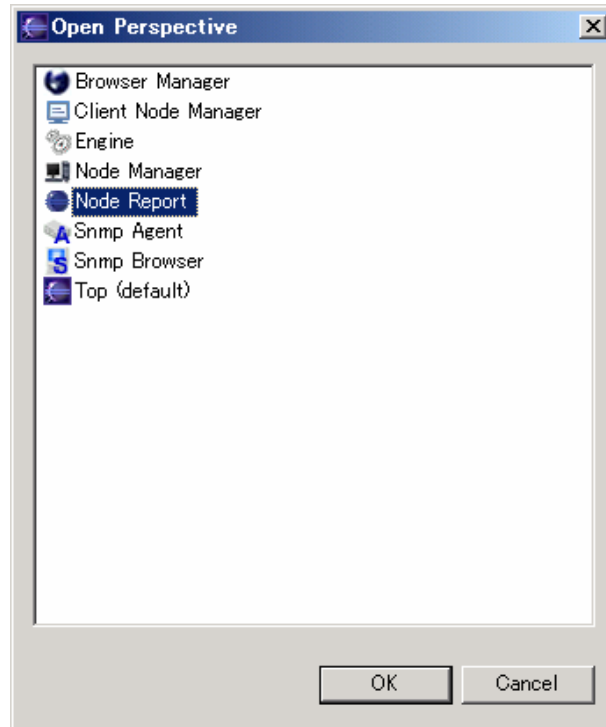 Open Perspective
Browser Manager
Client Node Manager
Engine
Node Manager
Node Report
Snmp Agent
Snmp Browser
Top (default)
OK
Cancel